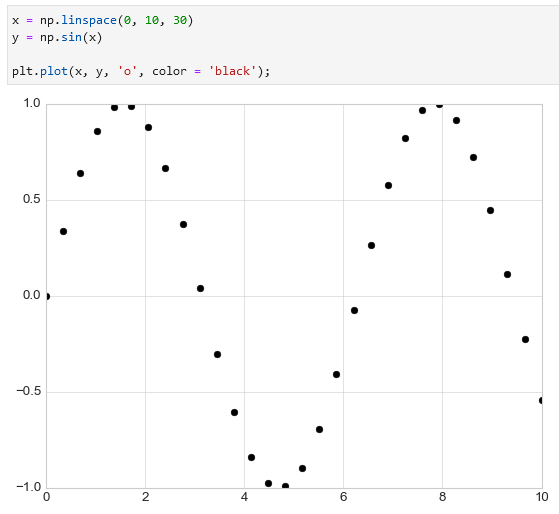 x = np.linspace(0, 10, 30)
y = np.sin(x)
plt.plot(x, y, 'o', color = 'black');
1.0
0.5
0.0
−0.5
−1.0
0 2 4 6 8 10